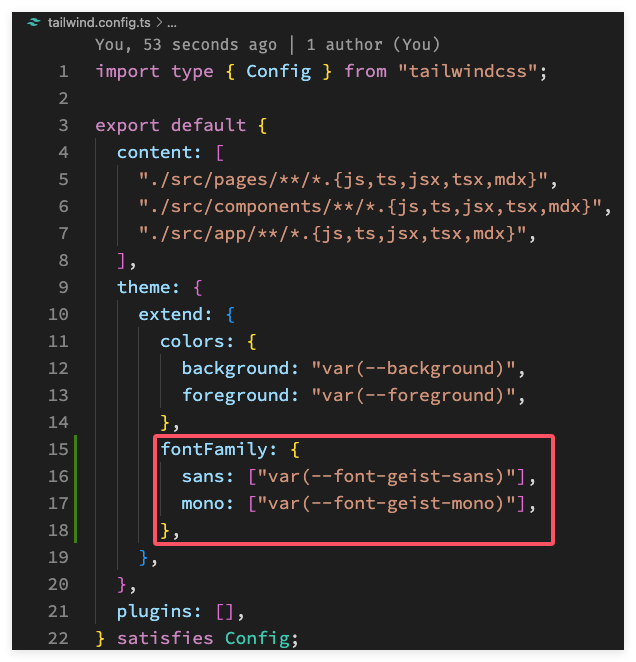 tailwind.config.ts > ...
You, 53 seconds ago | 1 author (You)
1 import type { Config } from "tailwindcss";
2
3 export default {
4   content: [
5     "./src/pages/**/*.{js,ts,jsx,tsx,mdx}",
6     "./src/components/**/*.{js,ts,jsx,tsx,mdx}",
7     "./src/app/**/*.{js,ts,jsx,tsx,mdx}",
8   ],
9   theme: {
10     extend: {
11       colors: {
12         background: "var(--background)",
13         foreground: "var(--foreground)",
14       },
15       fontFamily: {
16         sans: ["var(--font-geist-sans)"],
17         mono: ["var(--font-geist-mono)"],
18       },
19     },
20   },
21   plugins: [],
22 } satisfies Config;